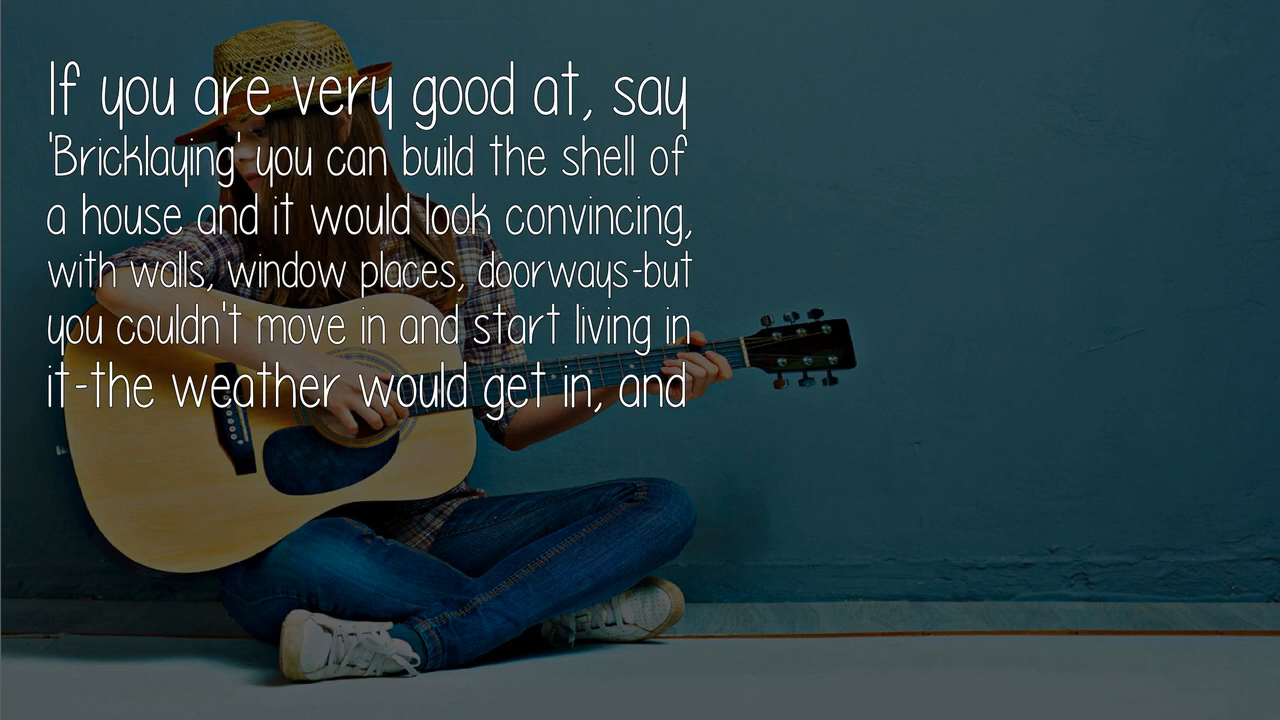 If you are very good at, say
'Bricklaying' you can build the shell of
a house and it would look convincing,
with walls, window places, doorways-but
you couldn't move in and start living in
it-the weather would get in, and